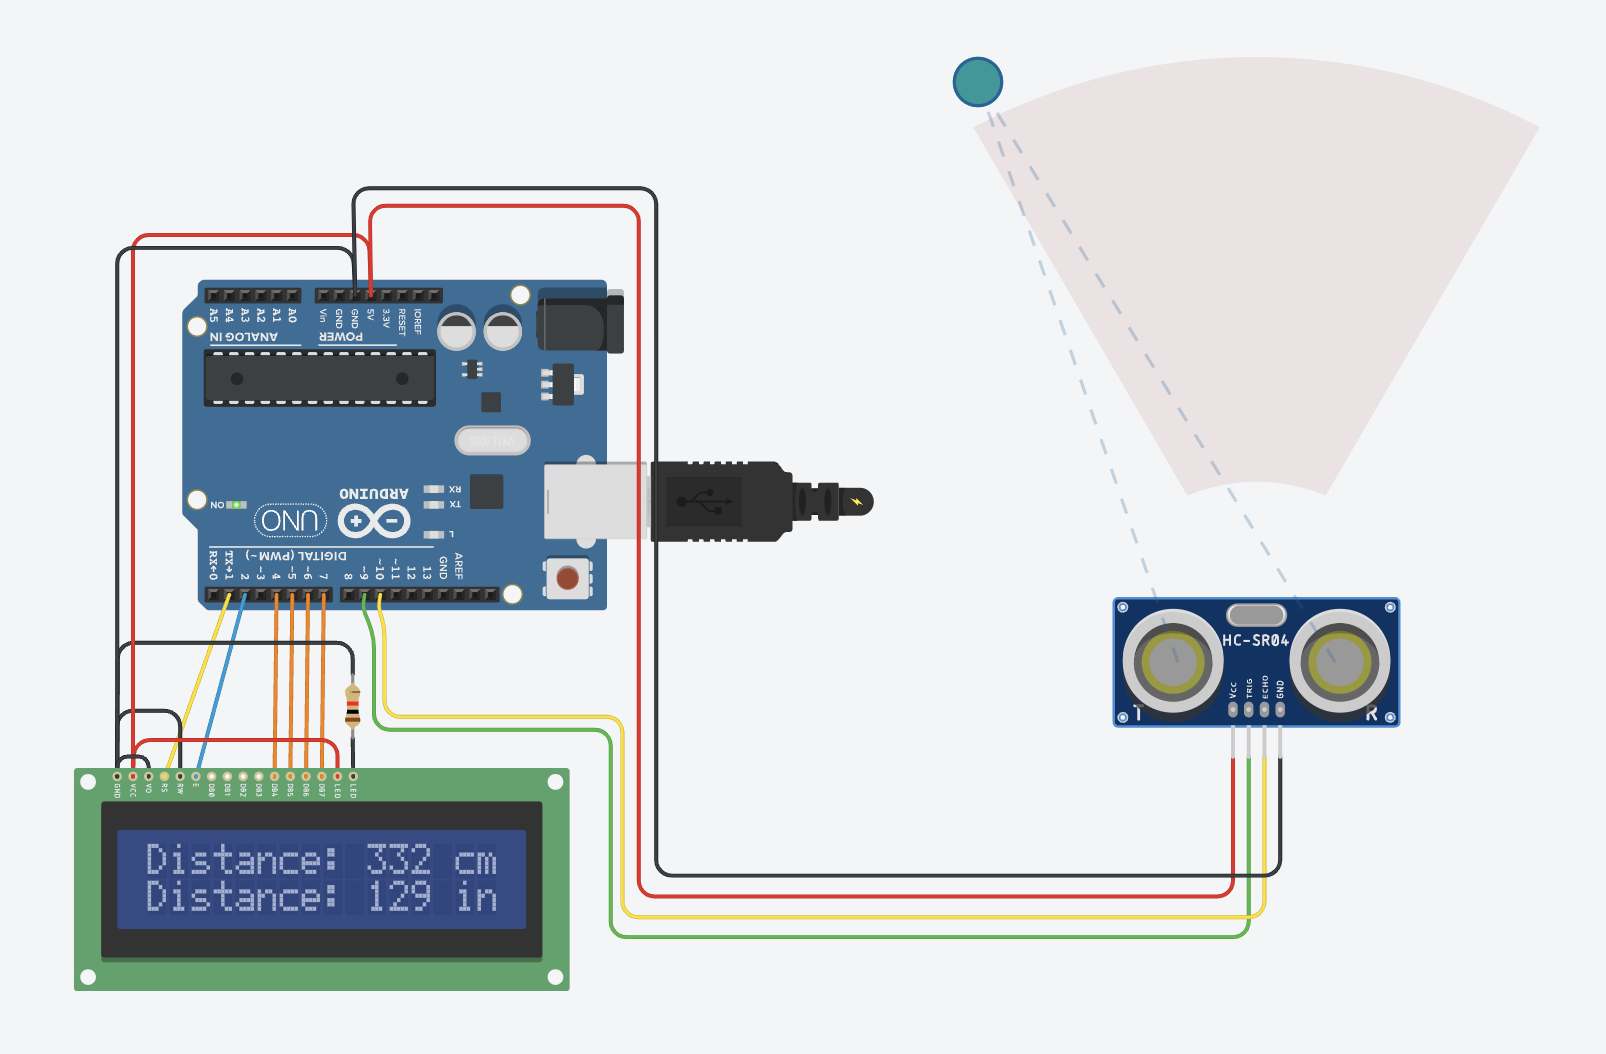 A5 A4 A3 A2 A1 A0
Vin GND GND 5V 3.3V RESET IOREF
ANALOG IN
POWER
RX
TX
ON
UNO
ARDUINO
L
DIGITAL (PWM ~)
RX←0 TX→1 2 ~3 4 ~5 ~6 7 8 ~9 ~10 ~11 12 13 GND AREF
HC-SR04
VCC TRIG ECHO GND
T
R
GND VCC VO RS RW E DB0 DB1 DB2 DB3 DB4 DB5 DB6 DB7 LED LED
Distance: 332 cm
Distance: 129 in